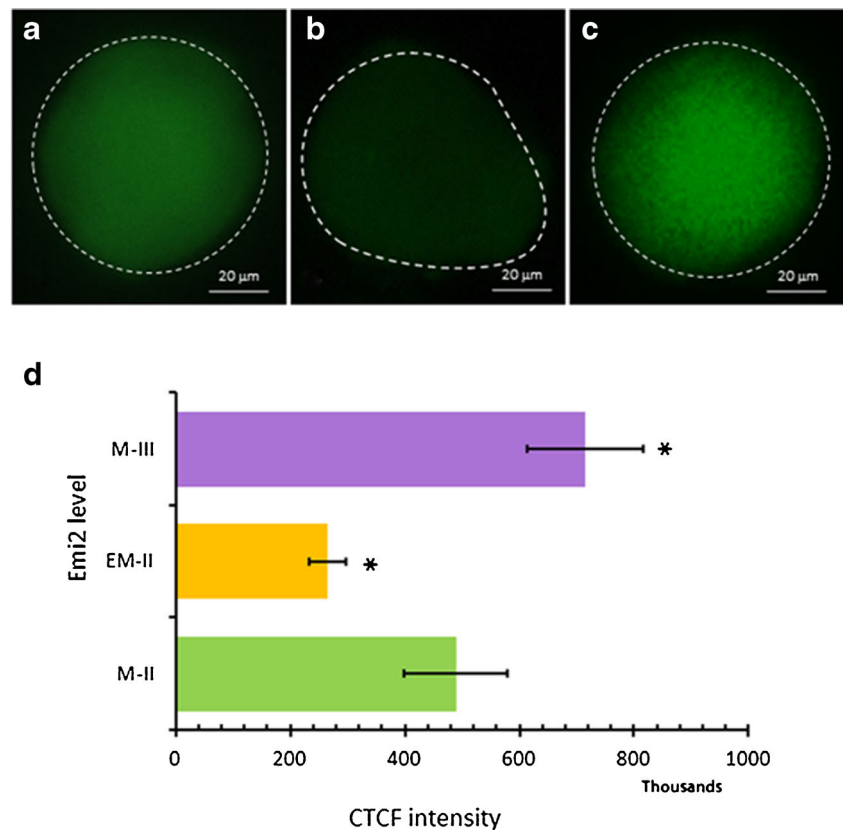 a
b
c
20 µm
20 µm
20 µm
d
M-III
*
EM-II
*
M-II
Emi2 level
0 200 400 600 800 1000
Thousands
CTCF intensity